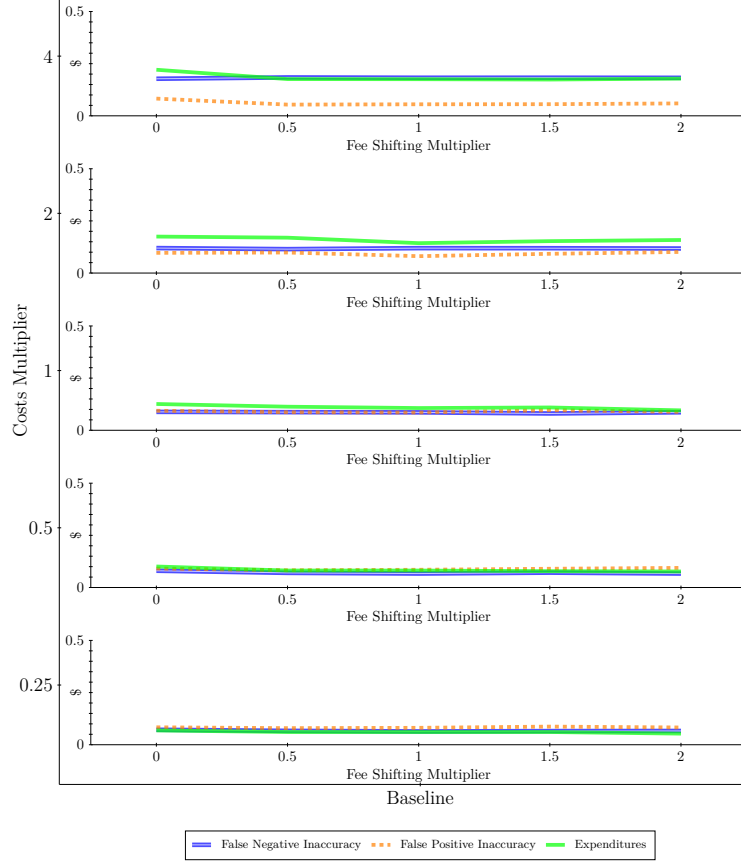 Costs Multiplier
4
0.5
$
0
0 0.5 1 1.5 2
Fee Shifting Multiplier
2
0.5
$
0
0 0.5 1 1.5 2
Fee Shifting Multiplier
1
0.5
$
0
0 0.5 1 1.5 2
Fee Shifting Multiplier
0.5
0.5
$
0
0 0.5 1 1.5 2
Fee Shifting Multiplier
0.25
0.5
$
0
0 0.5 1 1.5 2
Fee Shifting Multiplier
Baseline
False Negative Inaccuracy False Positive Inaccuracy Expenditures